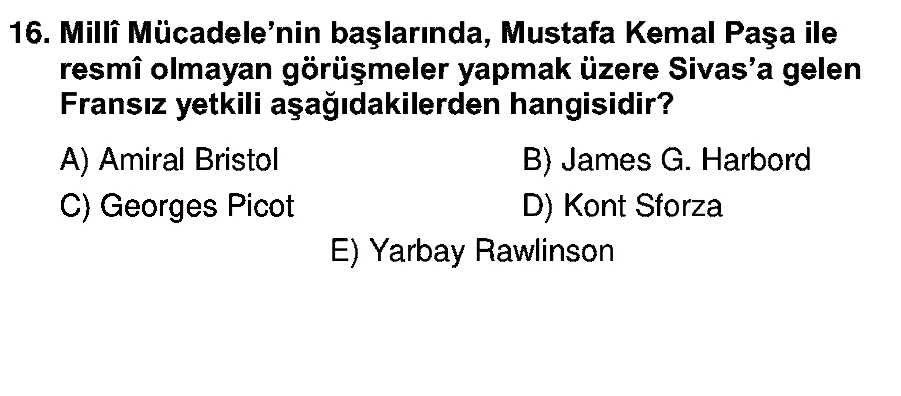 16. Millî Mücadele’nin başlarında, Mustafa Kemal Paşa ile
resmî olmayan görüşmeler yapmak üzere Sivas’a gelen
Fransız yetkili aşağıdakilerden hangisidir?
A) Amiral Bristol B) James G. Harbord
C) Georges Picot D) Kont Sforza
E) Yarbay Rawlinson